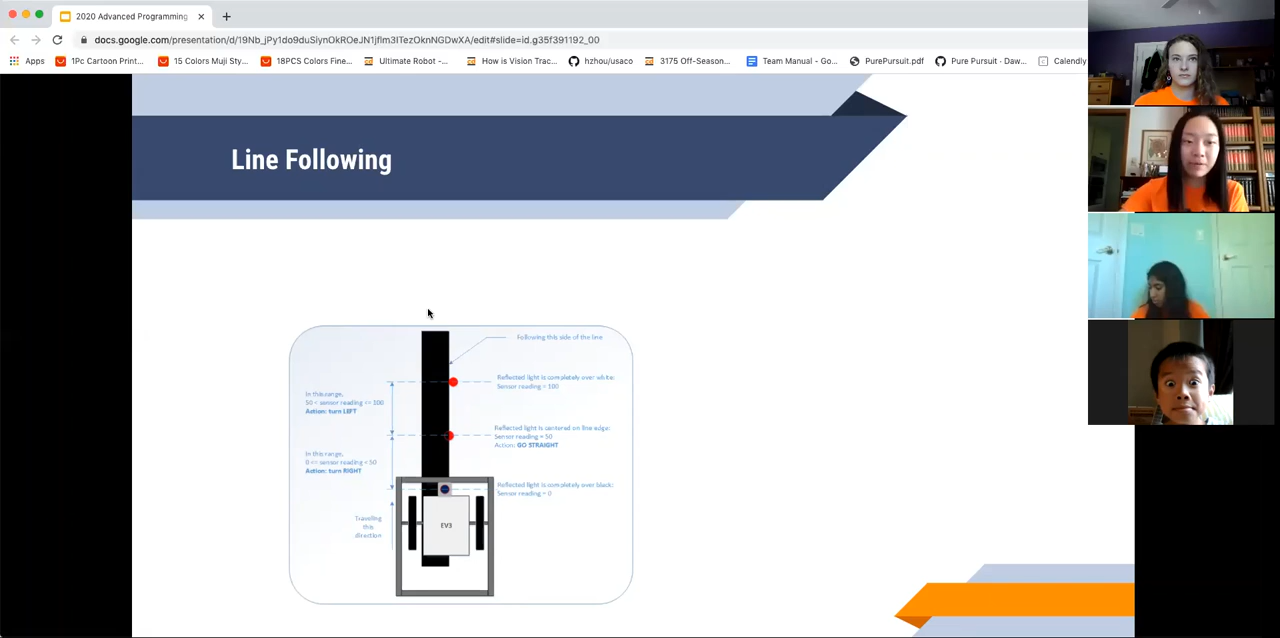 2020 Advanced Programming
docs.google.com/presentation/d/19Nb_jPy1do9duSiynOkROeJN1jflm3ITezOknNGDwXA/edit#slide=id.g35f391192_00
Apps 1Pc Cartoon Print... 15 Colors Muji Sty... 18PCS Colors Fine... Ultimate Robot -... How is Vision Trac... hzhou/usaco 3175 Off-Season... Team Manual - Go... PurePursuit.pdf Pure Pursuit · Daw... Calendly
Line Following
Following this side of the line
Reflected light is completely over white:
Sensor reading = 100
In this range,
50 < sensor reading <= 100
Action: turn LEFT
Reflected light is centered on line edge:
Sensor reading = 50
Action: GO STRAIGHT
In this range,
0 <= sensor reading < 50
Action: turn RIGHT
Reflected light is completely over black:
Sensor reading = 0
Travelling
this
direction
EV3